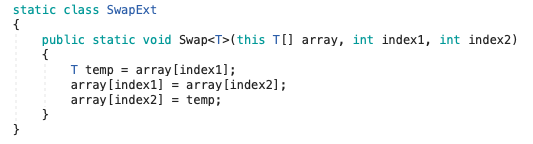 static class SwapExt
{
    public static void Swap<T>(this T[] array, int index1, int index2)
    {
        T temp = array[index1];
        array[index1] = array[index2];
        array[index2] = temp;
    }
}